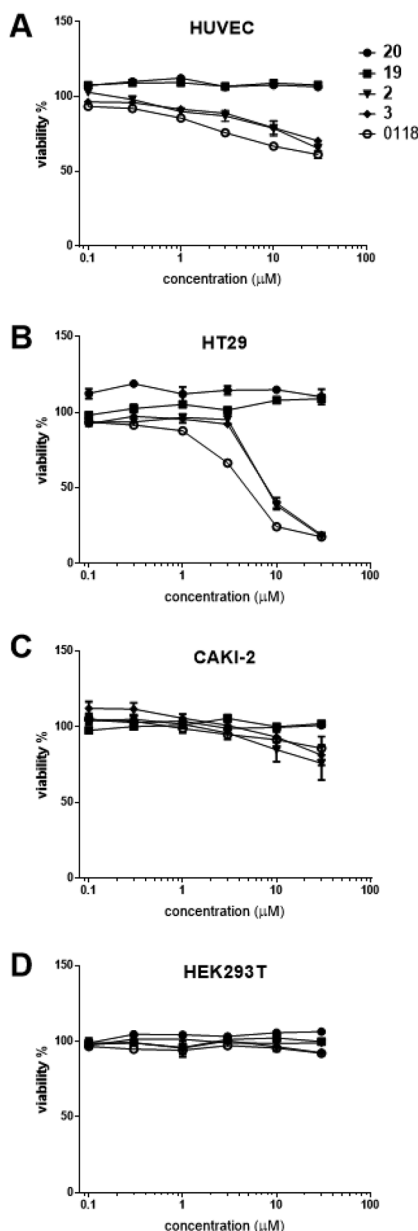 A
HUVEC
150
100
50
0
viability %
0.1
1
10
100
concentration (μM)
20
19
2
3
0118
B
HT29
150
100
50
0
viability %
0.1
1
10
100
concentration (μM)
C
CAKI-2
150
100
50
0
viability %
0.1
1
10
100
concentration (μM)
D
HEK293T
150
100
50
0
viability %
0.1
1
10
100
concentration (μM)